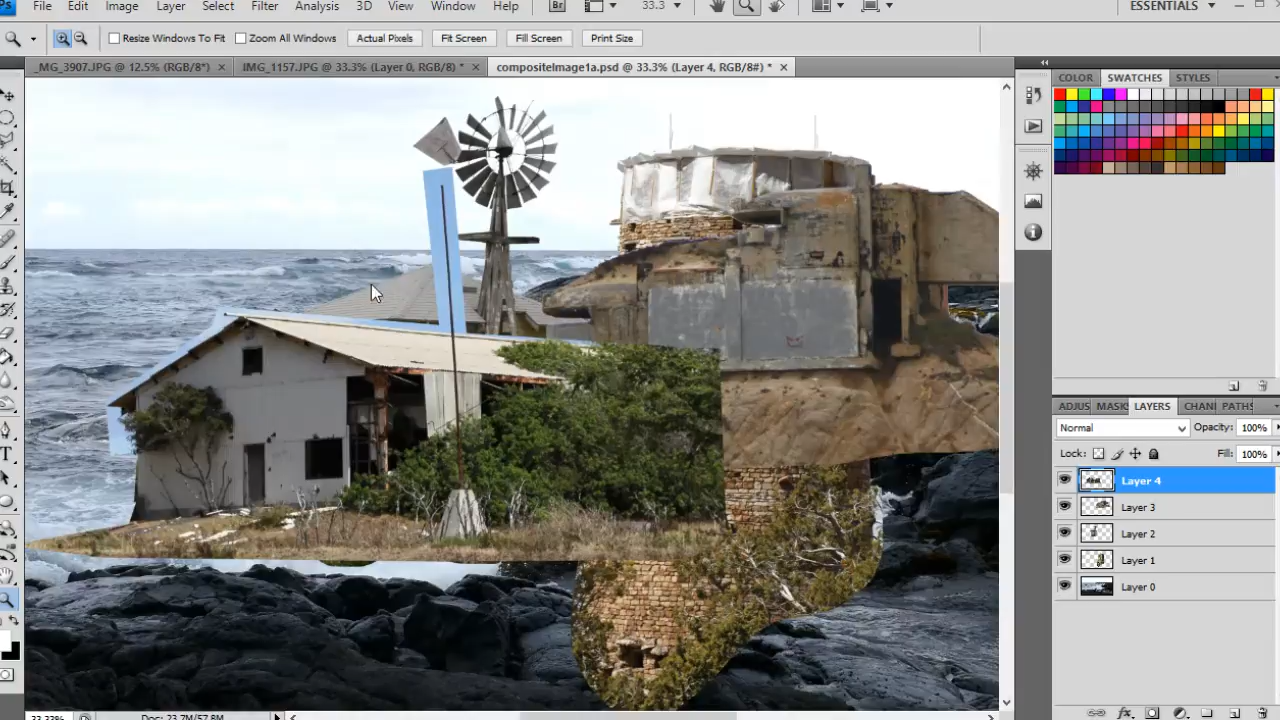 Ps File Edit Image Layer Select Filter Analysis 3D View Window Help Br 33.3 ESSENTIALS
Resize Windows To Fit Zoom All Windows Actual Pixels Fit Screen Fill Screen Print Size
_MG_3907.JPG @ 12.5% (RGB/8*) IMG_1157.JPG @ 33.3% (Layer 0, RGB/8) * compositeImage1a.psd @ 33.3% (Layer 4, RGB/8#) *
COLOR SWATCHES STYLES
ADJUS MASK LAYERS CHANI PATHS
Normal Opacity: 100%
Lock: Fill: 100%
Layer 4
Layer 3
Layer 2
Layer 1
Layer 0
33.33% Doc: 23.7M/57.8M
fx